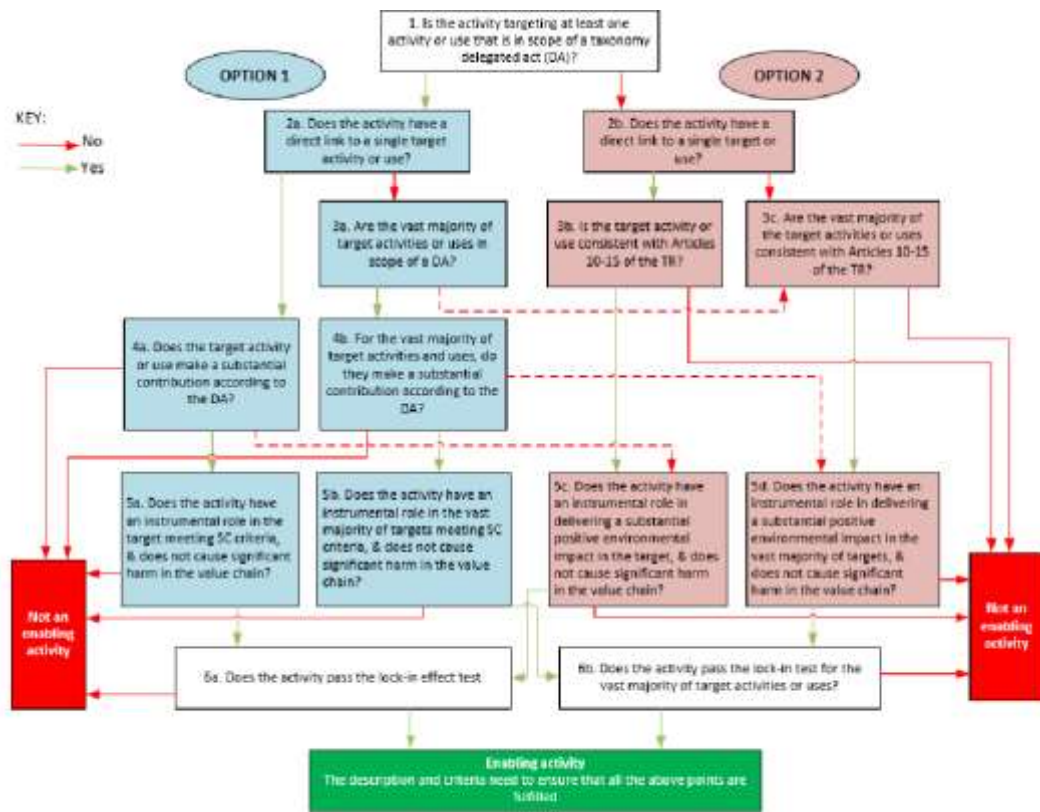 1. Is the activity targeting at least one
activity or use that is in scope of a taxonomy
delegated act (DA)?
OPTION 1
OPTION 2
KEY:
No
Yes
2a. Does the activity have a
direct link to a single target
activity or use?
2b. Does the activity have a
direct link to a single target or
use?
3a. Are the vast majority of
target activities or uses in
scope of a DA?
3b. Is the target activity or
use consistent with Articles
10-15 of the TR?
3c. Are the vast majority of
the target activities or uses
consistent with Articles 10-15
of the TR?
4a. Does the target activity
or use make a substantial
contribution according to
the DA?
4b. For the vast majority of
target activities and uses, do
they make a substantial
contribution according to the
DA?
5a. Does the activity have
an instrumental role in the
target meeting SC criteria,
& does not cause significant
harm in the value chain?
5b. Does the activity have an
instrumental role in the vast
majority of targets meeting SC
criteria, & does not cause
significant harm in the value
chain?
5c. Does the activity have
an instrumental role in
delivering a substantial
positive environmental
impact in the target, & does
not cause significant harm
in the value chain?
5d. Does the activity have an
instrumental role in delivering
a substantial positive
environmental impact in the
vast majority of targets, &
does not cause significant
harm in the value chain?
Not an
enabling
activity
Not an
enabling
activity
6a. Does the activity pass the lock-in effect test
6b. Does the activity pass the lock-in test for the
vast majority of target activities or uses?
Enabling activity
The description and criteria need to ensure that all the above points are
fulfilled